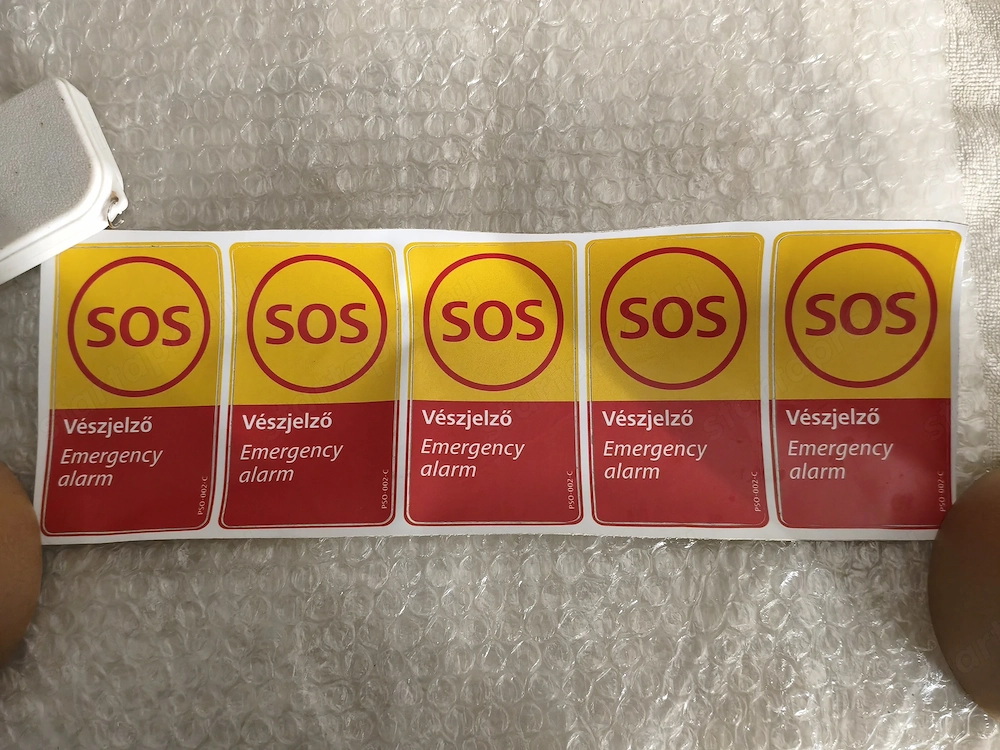 SOS
Vészjelző
Emergency
alarm
PSO-002-C
SOS
Vészjelző
Emergency
alarm
PSO-002-C
SOS
Vészjelző
Emergency
alarm
PSO-002-C
SOS
Vészjelző
Emergency
alarm
PSO-002-C
SOS
Vészjelző
Emergency
alarm
PSO-002-C